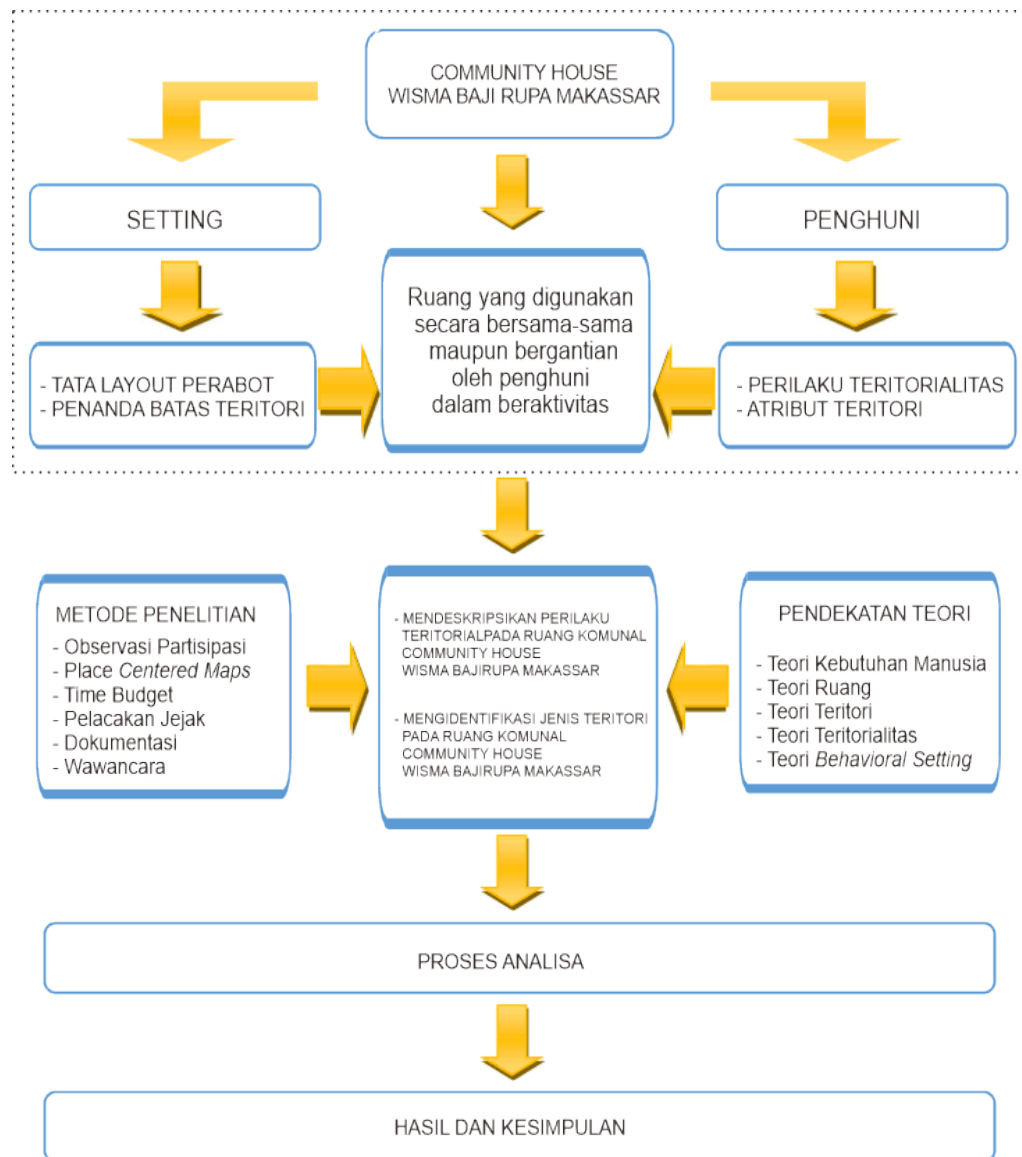 COMMUNITY HOUSE
WISMA BAJI RUPA MAKASSAR
SETTING
PENGHUNI
Ruang yang digunakan
secara bersama-sama
maupun bergantian
oleh penghuni
dalam beraktivitas
- TATA LAYOUT PERABOT
- PENANDA BATAS TERITORI
- PERILAKU TERITORIALITAS
- ATRIBUT TERITORI
METODE PENELITIAN
- Observasi Partisipasi
- Place Centered Maps
- Time Budget
- Pelacakan Jejak
- Dokumentasi
- Wawancara
- MENDESKRIPSIKAN PERILAKU
TERITORIALPADA RUANG KOMUNAL
COMMUNITY HOUSE
WISMA BAJIRUPA MAKASSAR
- MENGIDENTIFIKASI JENIS TERITORI
PADA RUANG KOMUNAL
COMMUNITY HOUSE
WISMA BAJIRUPA MAKASSAR
PENDEKATAN TEORI
- Teori Kebutuhan Manusia
- Teori Ruang
- Teori Teritori
- Teori Teritorialitas
- Teori Behavioral Setting
PROSES ANALISA
HASIL DAN KESIMPULAN